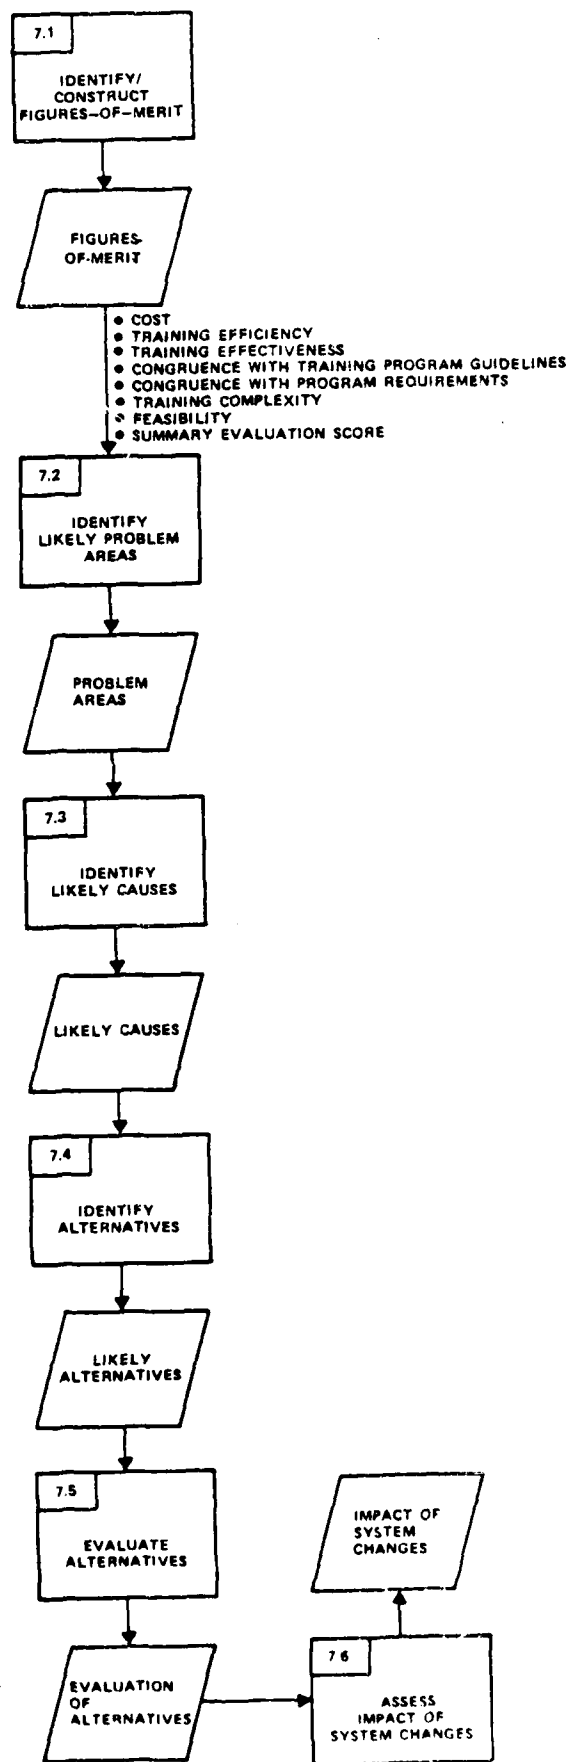 7.1
IDENTIFY/
CONSTRUCT
FIGURES-OF-MERIT
FIGURES-
OF-MERIT
● COST
● TRAINING EFFICIENCY
● TRAINING EFFECTIVENESS
● CONGRUENCE WITH TRAINING PROGRAM GUIDELINES
● CONGRUENCE WITH PROGRAM REQUIREMENTS
● TRAINING COMPLEXITY
● FEASIBILITY
● SUMMARY EVALUATION SCORE
7.2
IDENTIFY
LIKELY PROBLEM
AREAS
PROBLEM
AREAS
7.3
IDENTIFY
LIKELY CAUSES
LIKELY CAUSES
7.4
IDENTIFY
ALTERNATIVES
LIKELY
ALTERNATIVES
7.5
EVALUATE
ALTERNATIVES
EVALUATION
OF
ALTERNATIVES
7 6
ASSESS
IMPACT OF
SYSTEM CHANGES
IMPACT OF
SYSTEM
CHANGES